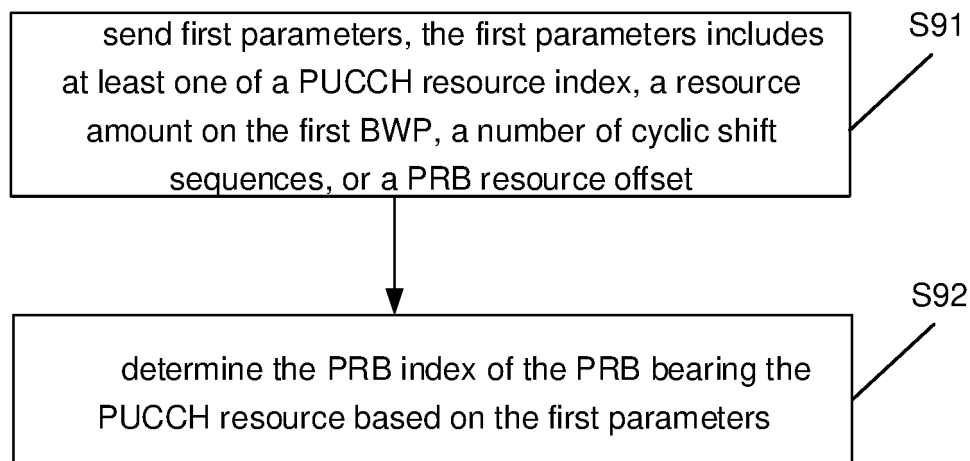 send first parameters, the first parameters includes
S91
at least one of a PUCCH resource index, a resource
amount on the first BWP, a number of cyclic shift
sequences, or a PRB resource offset
S92
determine the PRB index of the PRB bearing the
PUCCH resource based on the first parameters